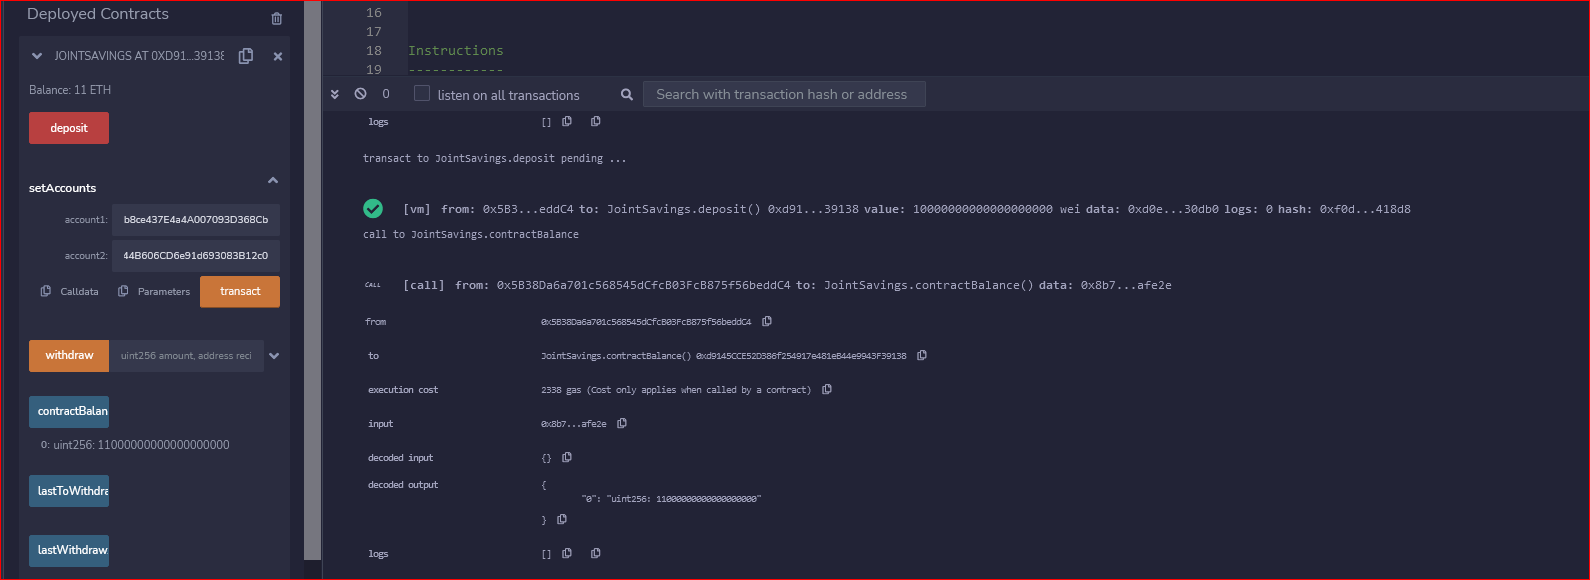 Deployed Contracts
JOINTSAVINGS AT 0XD91...39138
Balance: 11 ETH
deposit
setAccounts
account1: b8ce437E4a4A007093D368Cb
account2: 44B606CD6e91d693083B12c0
Calldata Parameters transact
withdraw uint256 amount, address reci
contractBalan
0: uint256: 11000000000000000000
lastToWithdra
lastWithdraw
16
17
18 Instructions
19 ------------
0 listen on all transactions Search with transaction hash or address
logs [] 
transact to JointSavings.deposit pending ...
[vm] from: 0x5B3...eddC4 to: JointSavings.deposit() 0xd91...39138 value: 10000000000000000000 wei data: 0xd0e...30db0 logs: 0 hash: 0xf0d...418d8
call to JointSavings.contractBalance
CALL [call] from: 0x5B38Da6a701c568545dCfcB03FcB875f56beddC4 to: JointSavings.contractBalance() data: 0x8b7...afe2e
from 0x5B38Da6a701c568545dCfcB03FcB875f56beddC4
to JointSavings.contractBalance() 0xd9145CCE52D386f254917e481eB44e9943F39138
execution cost 2338 gas (Cost only applies when called by a contract)
input 0x8b7...afe2e
decoded input {}
decoded output {
"0": "uint256: 11000000000000000000"
}
logs []